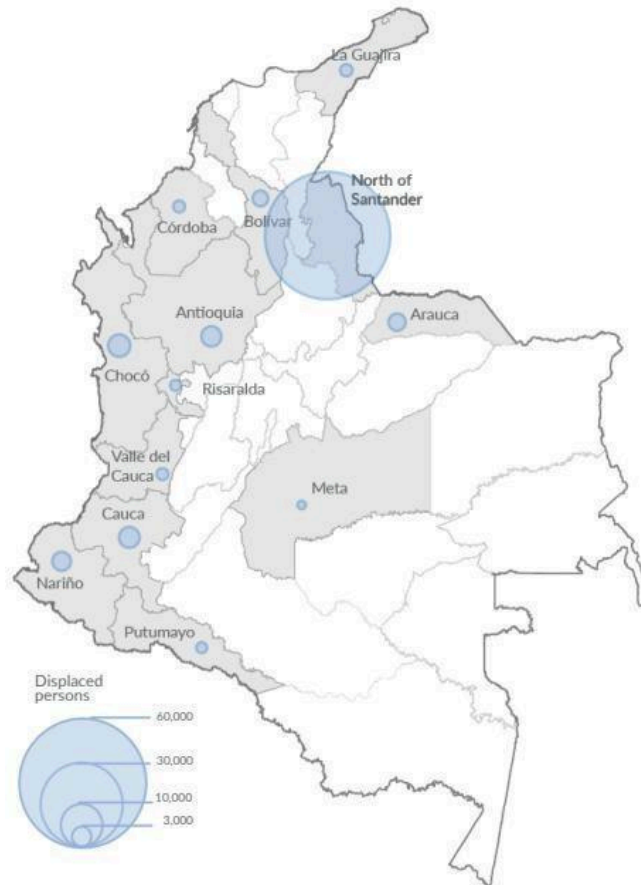 La Guajira
North of
Santander
Bolívar
Córdoba
Antioquia
Arauca
Chocó
Risaralda
Valle del
Cauca
Meta
Cauca
Nariño
Putumayo
Displaced
persons
60,000
30,000
10,000
3,000